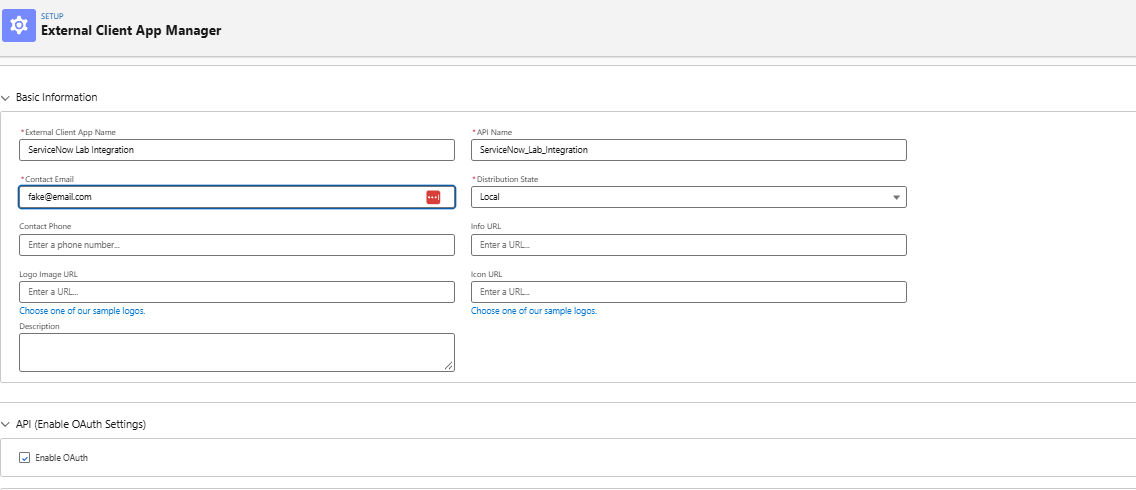 SETUP
External Client App Manager
Basic Information
*External Client App Name
ServiceNow Lab Integration
*API Name
ServiceNow_Lab_Integration
*Contact Email
fake@email.com
*Distribution State
Local
Contact Phone
Enter a phone number...
Info URL
Enter a URL...
Logo Image URL
Enter a URL...
Choose one of our sample logos.
Icon URL
Enter a URL...
Choose one of our sample logos.
Description
API (Enable OAuth Settings)
Enable OAuth